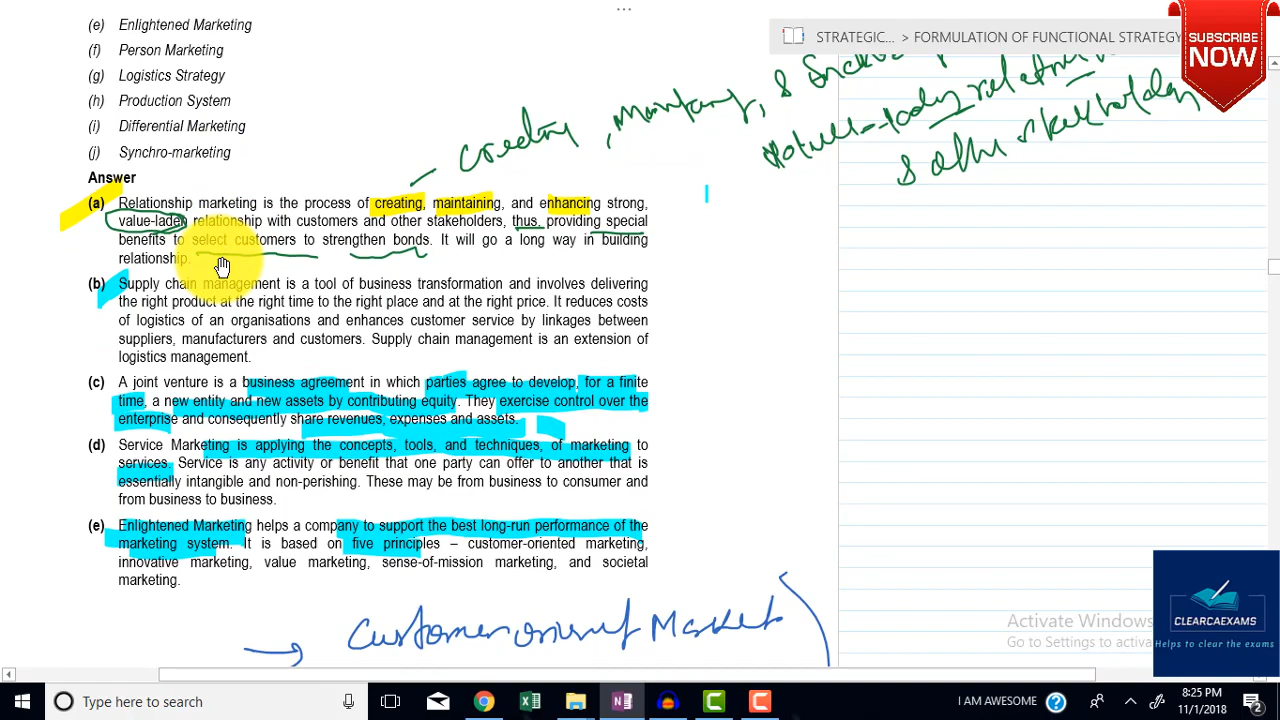 (e) Enlightened Marketing
(f) Person Marketing
(g) Logistics Strategy
(h) Production System
(i) Differential Marketing
(j) Synchro-marketing
STRATEGIC... > FORMULATION OF FUNCTIONAL STRATEGY
SUBSCRIBE
NOW
creating, &
relation
& other stakeholders
Answer
(a) Relationship marketing is the process of creating, maintaining, and enhancing strong,
value-laden relationship with customers and other stakeholders, thus, providing special
benefits to select customers to strengthen bonds. It will go a long way in building
relationship.
(b) Supply chain management is a tool of business transformation and involves delivering
the right product at the right time to the right place and at the right price. It reduces costs
of logistics of an organisations and enhances customer service by linkages between
suppliers, manufacturers and customers. Supply chain management is an extension of
logistics management.
(c) A joint venture is a business agreement in which parties agree to develop, for a finite
time, a new entity and new assets by contributing equity. They exercise control over the
enterprise and consequently share revenues, expenses and assets.
(d) Service Marketing is applying the concepts, tools, and techniques, of marketing to
services. Service is any activity or benefit that one party can offer to another that is
essentially intangible and non-perishing. These may be from business to consumer and
from business to business.
(e) Enlightened Marketing helps a company to support the best long-run performance of the
marketing system. It is based on five principles – customer-oriented marketing,
innovative marketing, value marketing, sense-of-mission marketing, and societal
marketing.
→ Customer orient Market
Activate Windows
Go to Settings to activa
CLEARCAEXAMS
Helps to clear the exams
Type here to search
I AM AWESOME
8:25 PM
11/1/2018
2